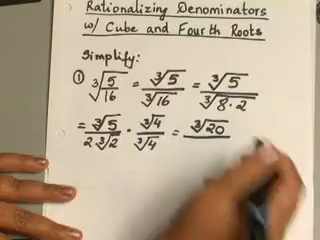 Rationalizing Denominators
w/ Cube and Fourth Roots
Simplify:
① ∛(5/16) = ∛5/∛16 = ∛5/∛(8·2)
= ∛5/(2∛2) · ∛4/∛4 = ∛20/